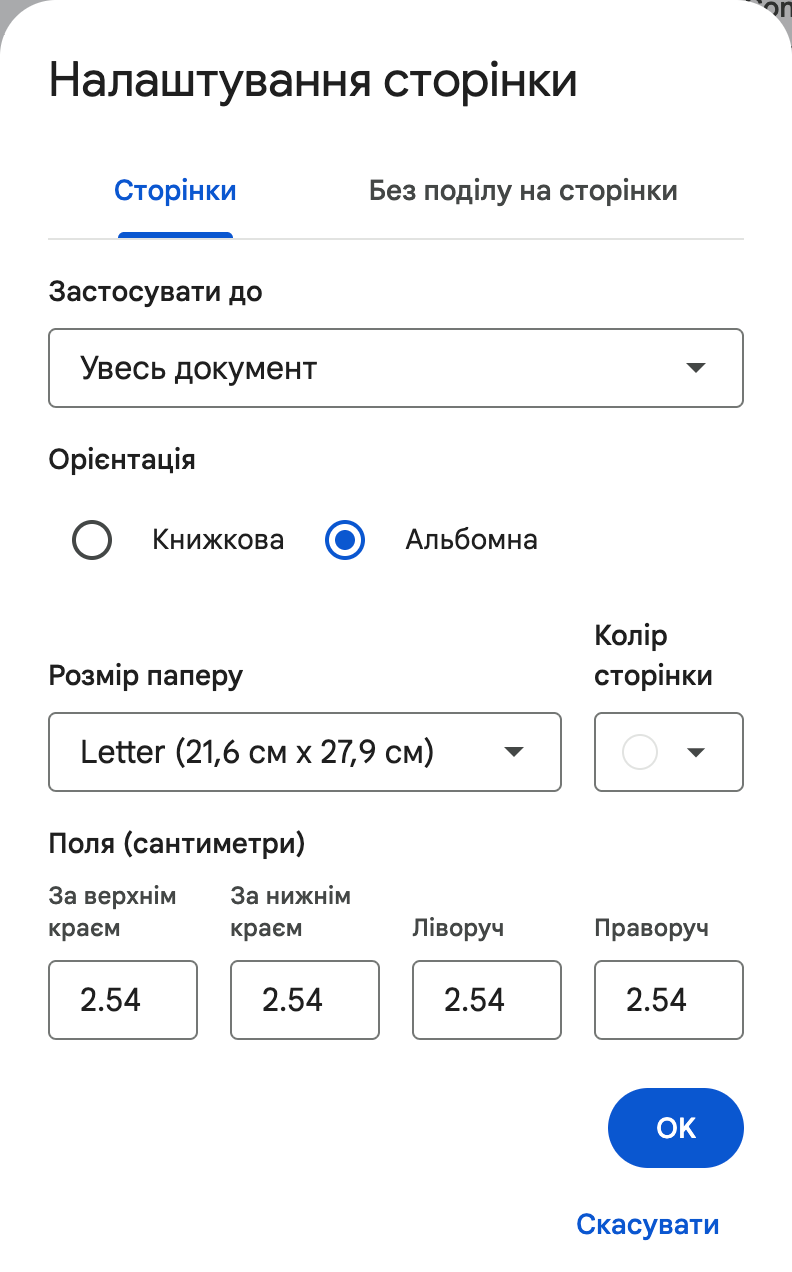 Налаштування сторінки
Сторінки
Без поділу на сторінки
Застосувати до
Увесь документ
Орієнтація
Книжкова
Альбомна
Розмір паперу
Колір
сторінки
Letter (21,6 см x 27,9 см)
Поля (сантиметри)
За верхнім
краєм
За нижнім
краєм
Ліворуч
Праворуч
2.54
2.54
2.54
2.54
OK
Скасувати